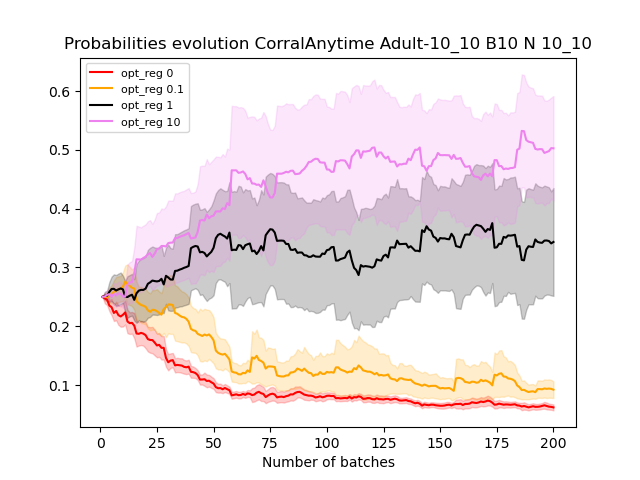 Probabilities evolution CorralAnytime Adult-10_10 B10 N 10_10
opt_reg 0
opt_reg 0.1
opt_reg 1
opt_reg 10
0.6
0.5
0.4
0.3
0.2
0.1
0 25 50 75 100 125 150 175 200
Number of batches